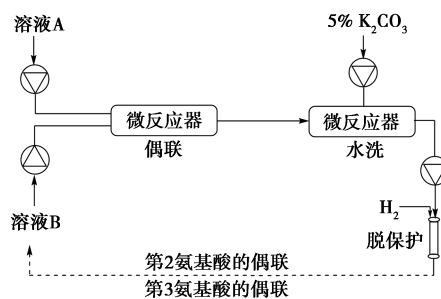 溶液A
5% K₂CO₃
微反应器
偶联
微反应器
水洗
溶液B
H₂
脱保护
第2氨基酸的偶联
第3氨基酸的偶联